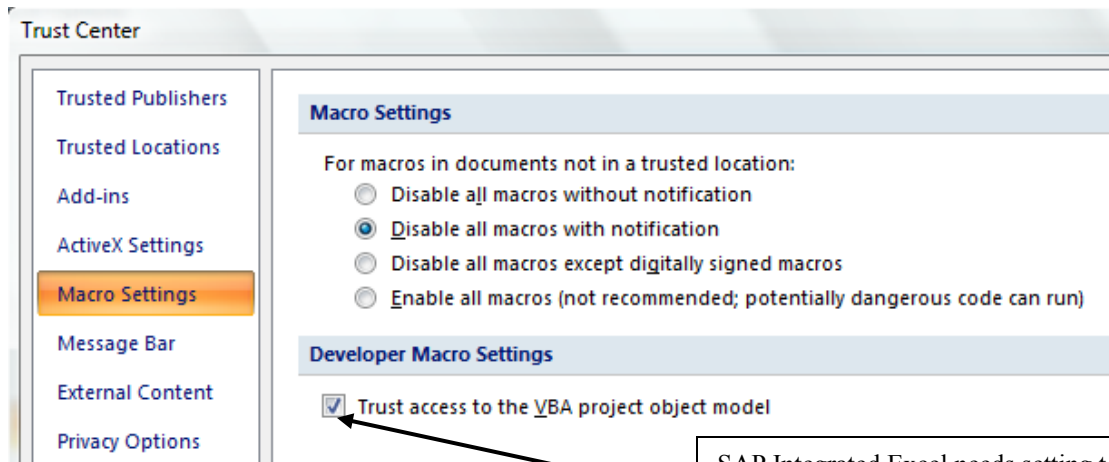 Trust Center
Trusted Publishers
Trusted Locations
Add-ins
ActiveX Settings
Macro Settings
Message Bar
External Content
Privacy Options
Macro Settings
For macros in documents not in a trusted location:
Disable all macros without notification
Disable all macros with notification
Disable all macros except digitally signed macros
Enable all macros (not recommended; potentially dangerous code can run)
Developer Macro Settings
Trust access to the VBA project object model
SAP Integrated Excel needs setting